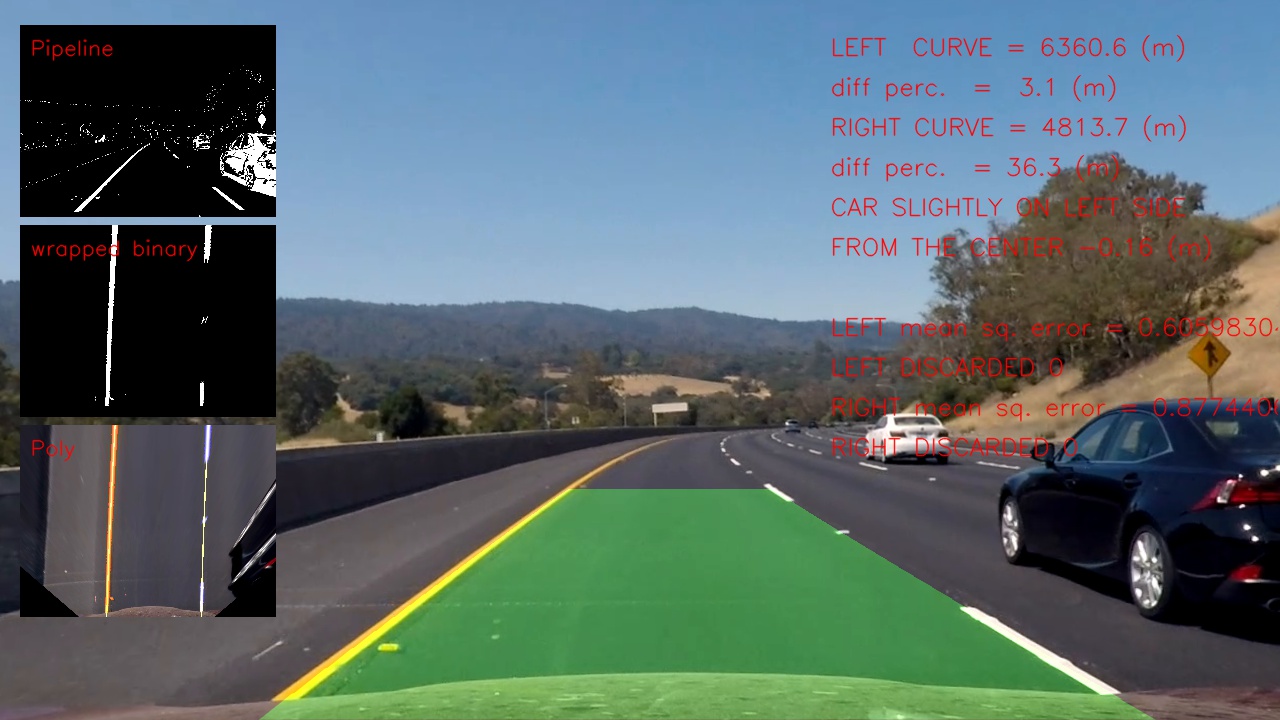 Pipeline
wrapped binary
Poly
LEFT CURVE = 6360.6 (m)
diff perc. = 3.1 (m)
RIGHT CURVE = 4813.7 (m)
diff perc. = 36.3 (m)
CAR SLIGHTLY ON LEFT SIDE
FROM THE CENTER -0.16 (m)
LEFT mean sq. error = 0.6059830
LEFT DISCARDED 0
RIGHT mean sq. error = 0.877440
RIGHT DISCARDED 0